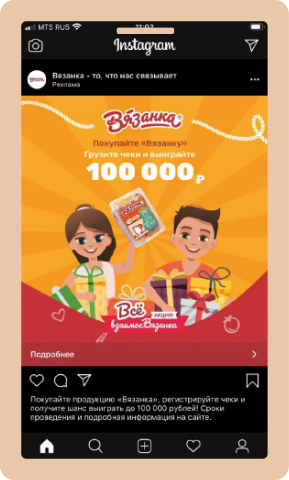 MTS RUS
11:02
Instagram
Вязанка - то, что нас связывает
Реклама
Вязанка
Покупайте «Вязанку»
Грузите чеки и выиграйте
100 000 ₽
Всё
АКЦИЯ
взаимоВязанка
Подробнее
Покупайте продукцию «Вязанка», регистрируйте чеки и
получите шанс выиграть до 100 000 рублей! Сроки
проведения и подробная информация на сайте.